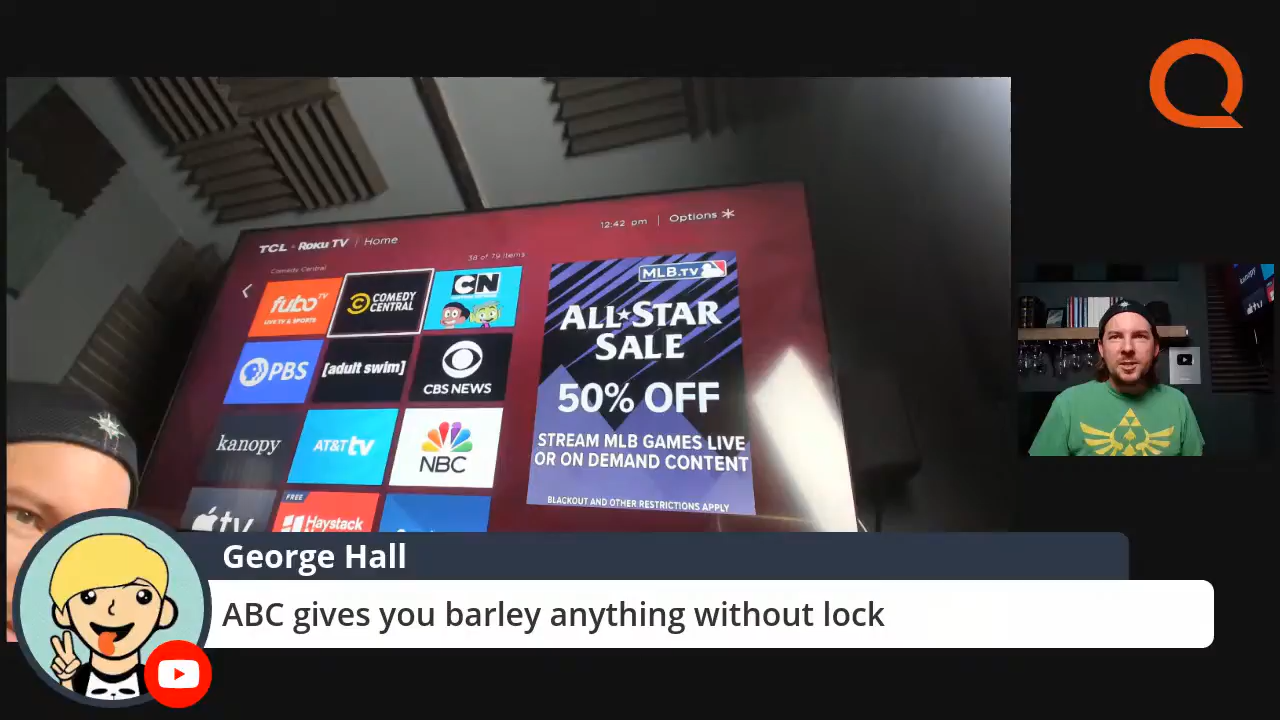 TCL · Roku TV | Home
12:42 pm | Options *
Comedy Central
38 of 79 items
fubo TV
LIVE TV & SPORTS
COMEDY
CENTRAL
CN
PBS
[adult swim]
CBS NEWS
kanopy
AT&T tv
NBC
tv
FREE
Haystack
MLB.TV
ALL★STAR
SALE
50% OFF
STREAM MLB GAMES LIVE
OR ON DEMAND CONTENT
BLACKOUT AND OTHER RESTRICTIONS APPLY
George Hall
ABC gives you barley anything without lock